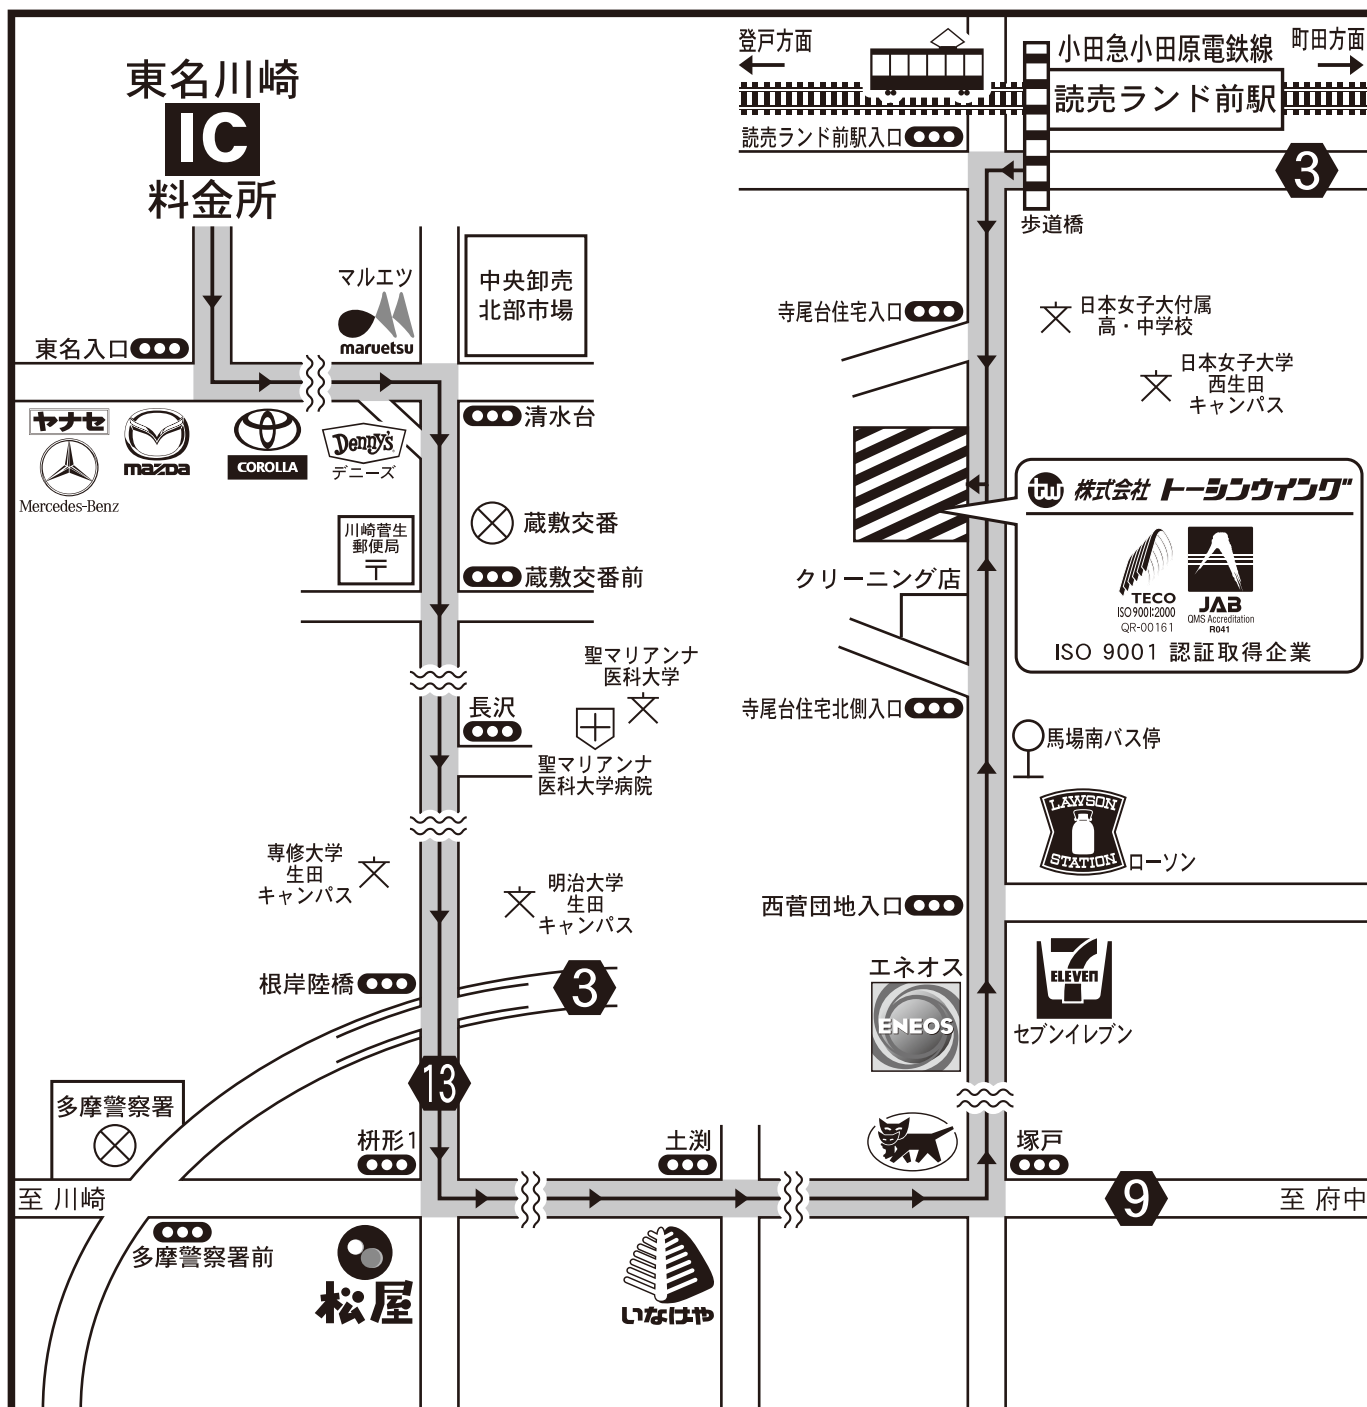 登戸方面
小田急小田原電鉄線
町田方面
東名川崎
IC
料金所
読売ランド前駅
読売ランド前駅入口
3
歩道橋
マルエツ
maruetsu
中央卸売
北部市場
寺尾台住宅入口
日本女子大付属
高・中学校
東名入口
日本女子大学
西生田
キャンパス
清水台
ヤナセ
Mercedes-Benz
mazDa
COROLLA
Denny's
デニーズ
tw 株式会社 トーシンウイング
川崎菅生
郵便局
〒
蔵敷交番
蔵敷交番前
クリーニング店
TECO
ISO9001:2000
QR-00161
JAB
QMS Accreditation
R041
ISO 9001 認証取得企業
聖マリアンナ
医科大学
長沢
寺尾台住宅北側入口
聖マリアンナ
医科大学病院
馬場南バス停
LAWSON
STATION
ローソン
専修大学
生田
キャンパス
明治大学
生田
キャンパス
西菅団地入口
根岸陸橋
3
エネオス
ENEOS
7
ELEVEn
セブンイレブン
13
多摩警察署
枡形1
土渕
塚戸
至 川崎
9
至 府中
多摩警察署前
松屋
いなげや